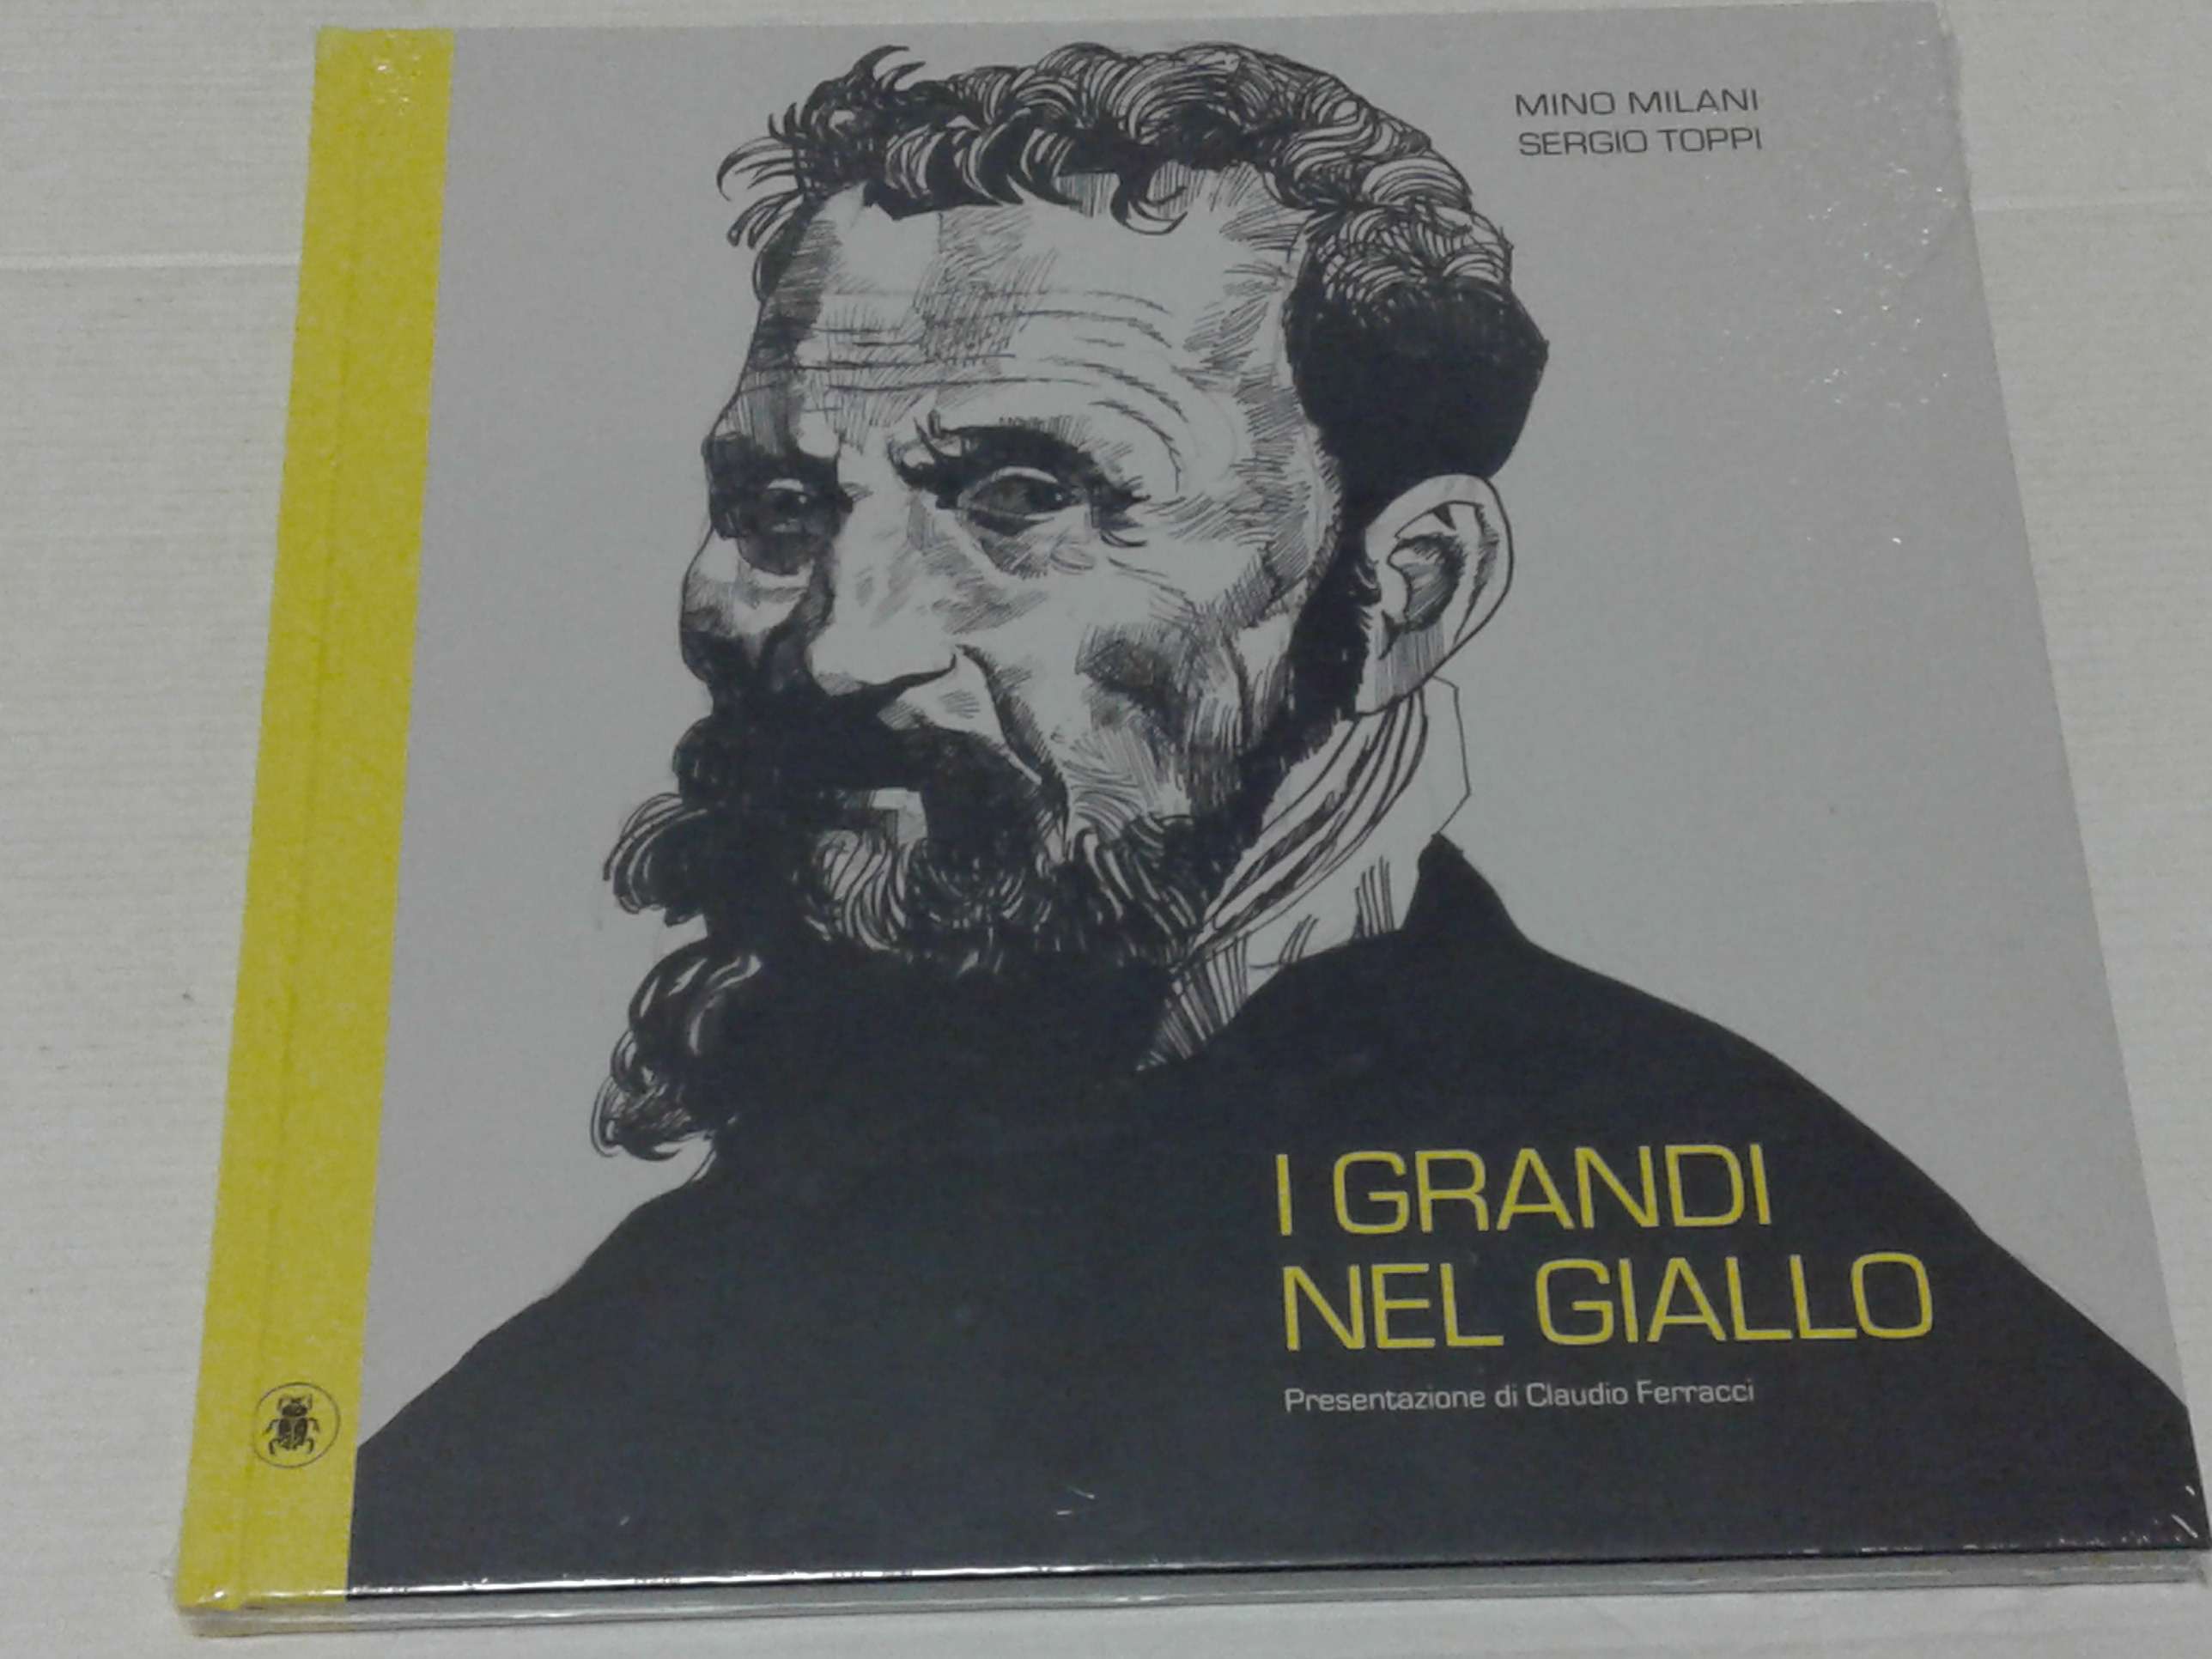 MINO MILANI
SERGIO TOPPI
I GRANDI
NEL GIALLO
Presentazione di Claudio Ferracci